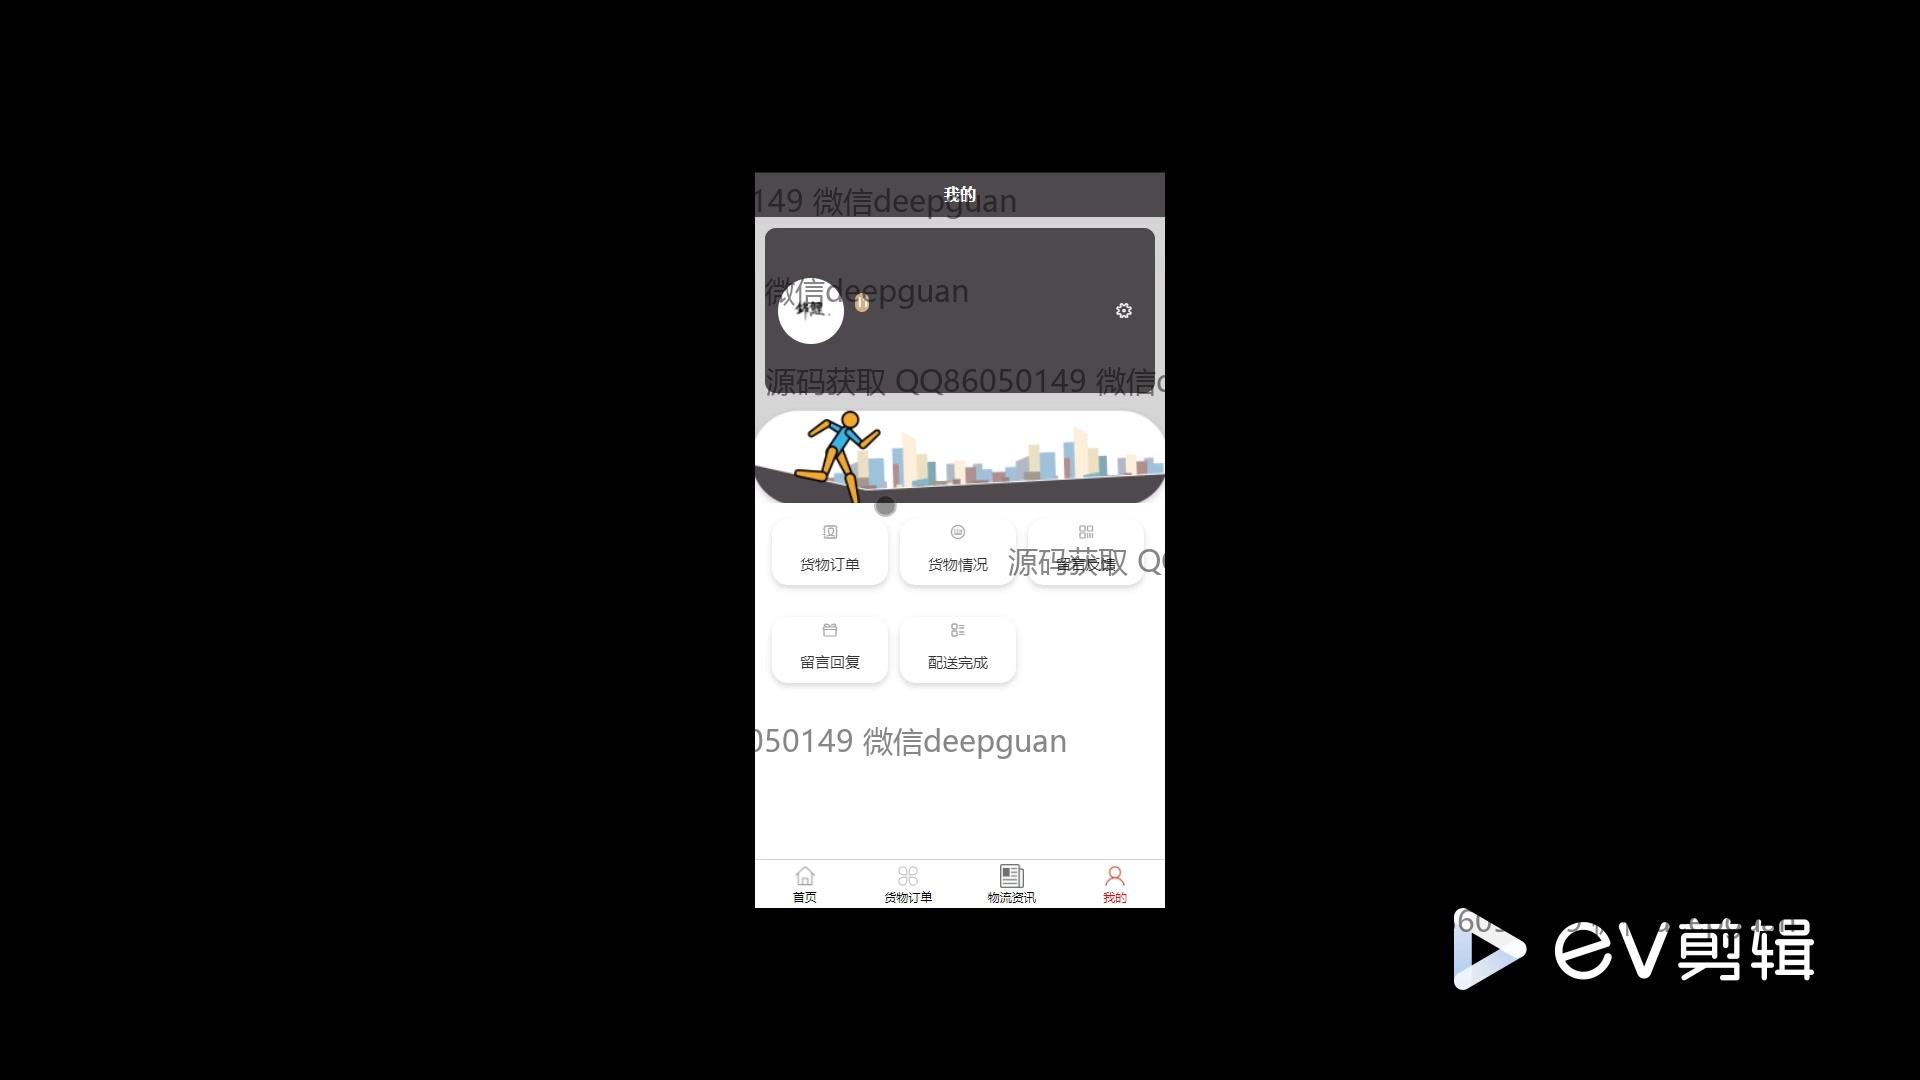 我的
149 微信deepguan
微信deepguan
源码获取 QQ86050149 微信
货物订单
货物情况
留言反馈
源码获取 Q
留言回复
配送完成
050149 微信deepguan
首页
货物订单
物流资讯
我的
ev剪辑